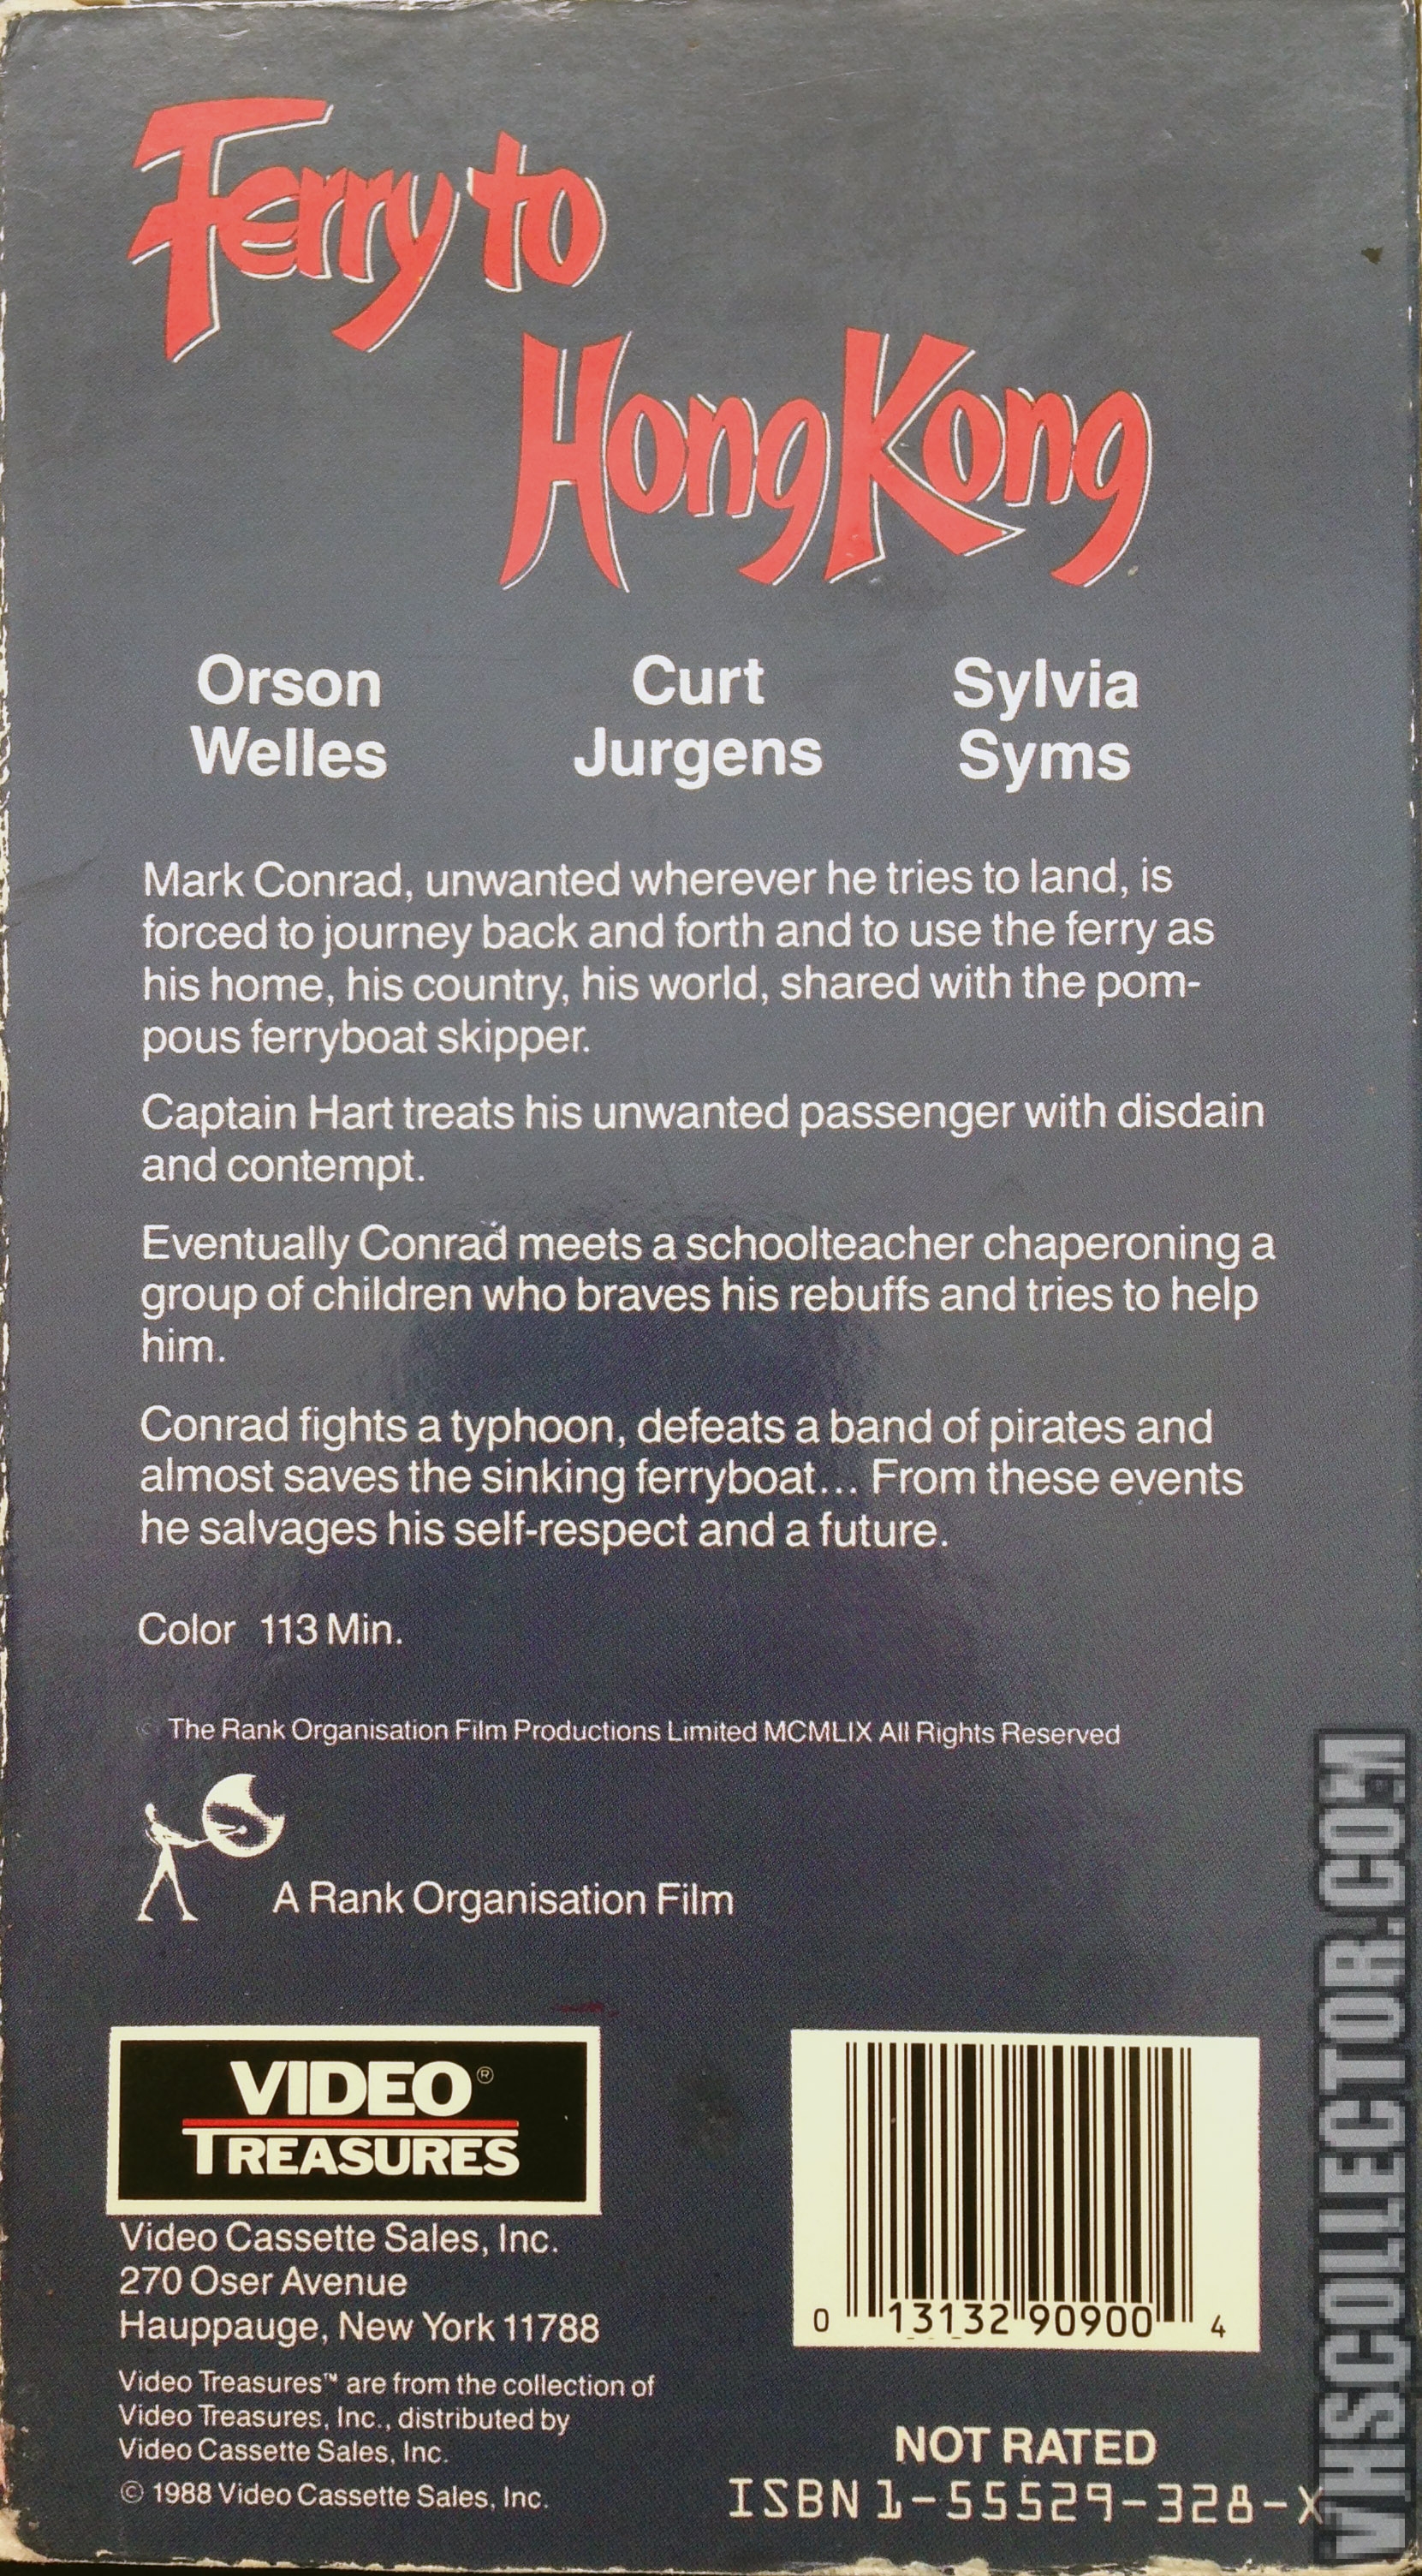 Ferry to
Hong Kong
Orson Curt Sylvia
Welles Jurgens Syms
Mark Conrad, unwanted wherever he tries to land, is
forced to journey back and forth and to use the ferry as
his home, his country, his world, shared with the pom-
pous ferryboat skipper.
Captain Hart treats his unwanted passenger with disdain
and contempt.
Eventually Conrad meets a schoolteacher chaperoning a
group of children who braves his rebuffs and tries to help
him.
Conrad fights a typhoon, defeats a band of pirates and
almost saves the sinking ferryboat... From these events
he salvages his self-respect and a future.
Color 113 Min.
© The Rank Organisation Film Productions Limited MCMLIX All Rights Reserved
A Rank Organisation Film
VIDEO®
TREASURES
Video Cassette Sales, Inc.
270 Oser Avenue
Hauppauge, New York 11788
Video Treasures™ are from the collection of
Video Treasures, Inc., distributed by
Video Cassette Sales, Inc.
© 1988 Video Cassette Sales, Inc.
0 13132 90900 4
NOT RATED
ISBN 1-55529-328-X
VHSCOLLECTOR.COM